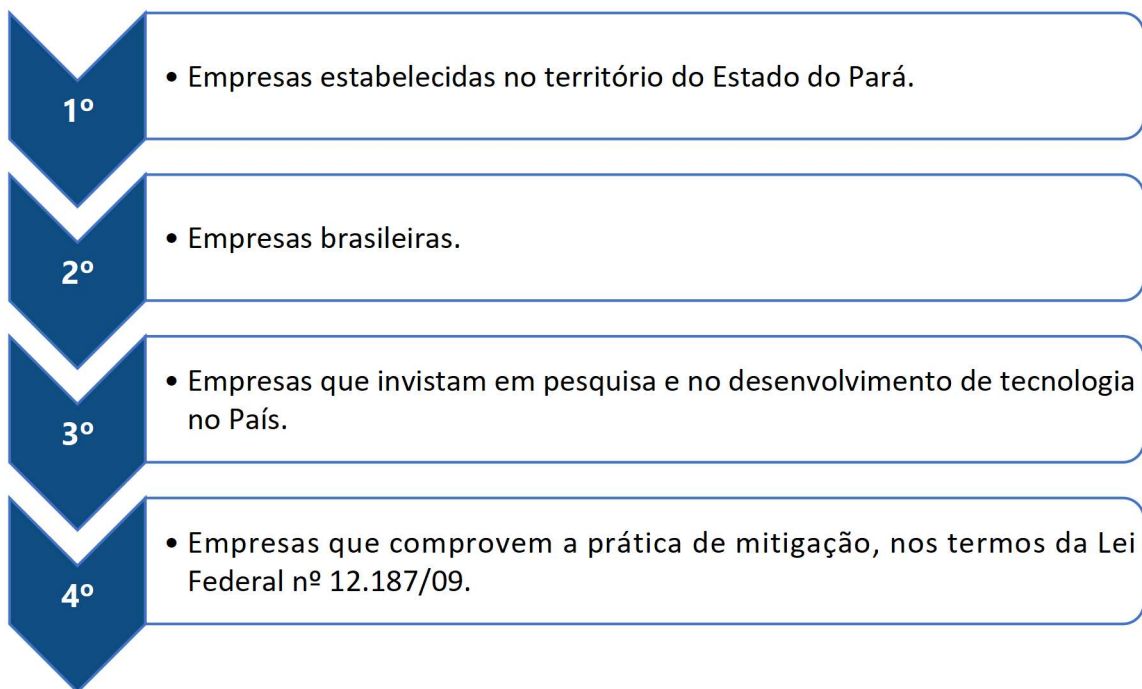 1º
• Empresas estabelecidas no território do Estado do Pará.
2º
• Empresas brasileiras.
3º
• Empresas que invistam em pesquisa e no desenvolvimento de tecnologia
no País.
4º
• Empresas que comprovem a prática de mitigação, nos termos da Lei
Federal nº 12.187/09.